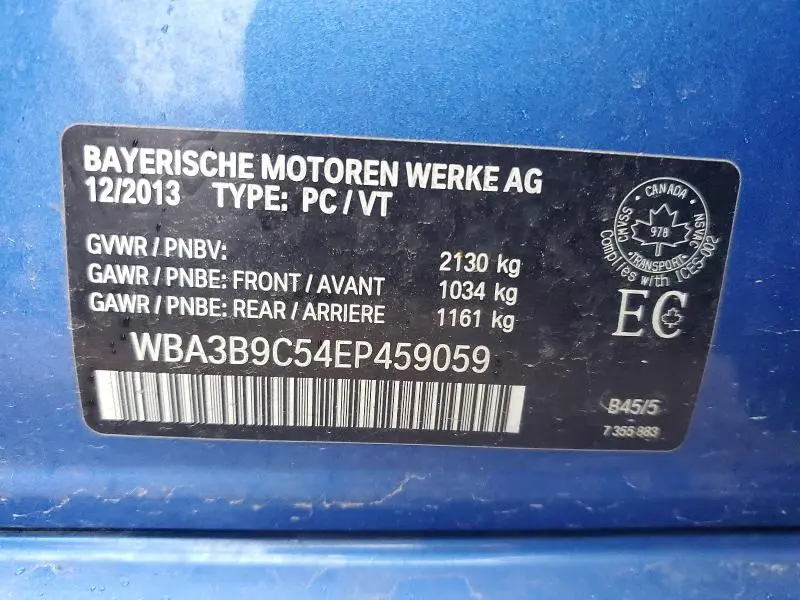 BAYERISCHE MOTOREN WERKE AG
12/2013 TYPE: PC / VT
GVWR / PNBV: 2130 kg
GAWR / PNBE: FRONT / AVANT 1034 kg
GAWR / PNBE: REAR / ARRIERE 1161 kg
WBA3B9C54EP459059
CANADA
CMVSS
NSVAC
978
TRANSPORT
Complies with ICES-002
EC
B45/5
7 355 883